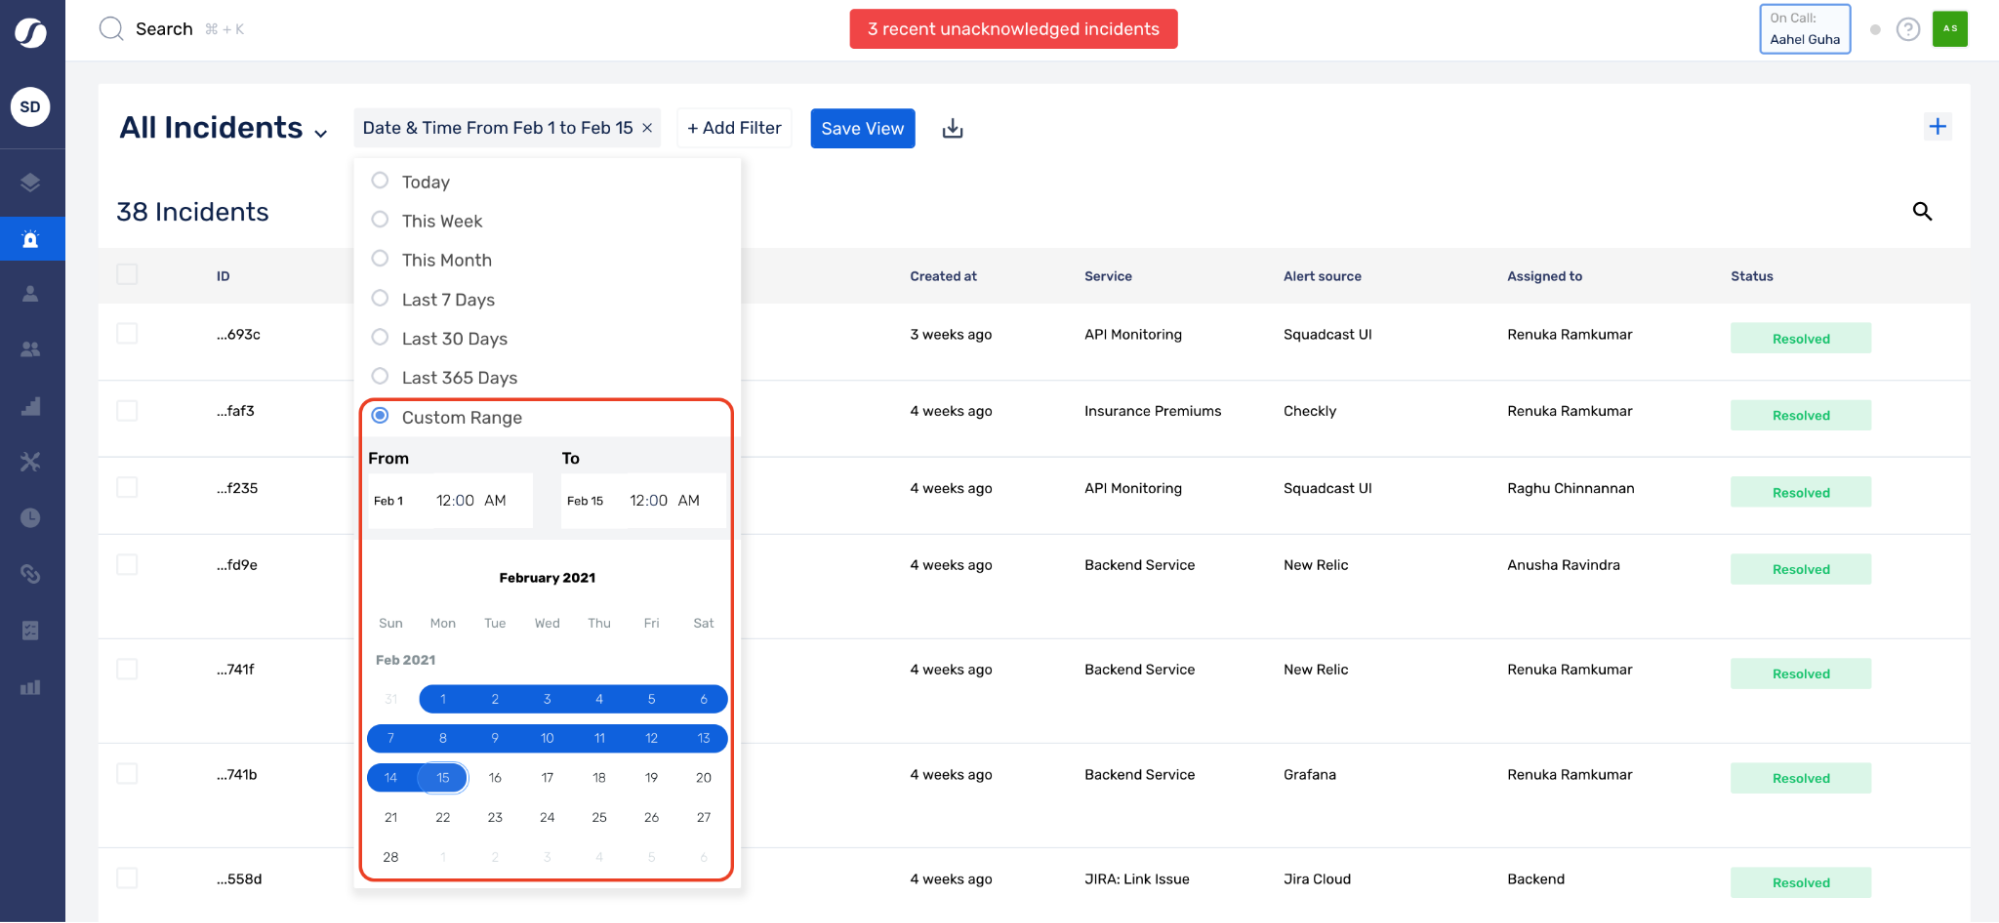 Search ⌘ + K
3 recent unacknowledged incidents
On Call:
Aahel Guha
?
AS
SD
All Incidents
Date & Time From Feb 1 to Feb 15 ×
+ Add Filter
Save View
+
38 Incidents
Today
This Week
This Month
Last 7 Days
Last 30 Days
Last 365 Days
Custom Range
From To
Feb 1 12:00 AM Feb 15 12:00 AM
February 2021
Sun Mon Tue Wed Thu Fri Sat
Feb 2021
31 1 2 3 4 5 6
7 8 9 10 11 12 13
14 15 16 17 18 19 20
21 22 23 24 25 26 27
28 1 2 3 4 5 6
ID Created at Service Alert source Assigned to Status
...693c 3 weeks ago API Monitoring Squadcast UI Renuka Ramkumar Resolved
...faf3 4 weeks ago Insurance Premiums Checkly Renuka Ramkumar Resolved
...f235 4 weeks ago API Monitoring Squadcast UI Raghu Chinnannan Resolved
...fd9e 4 weeks ago Backend Service New Relic Anusha Ravindra Resolved
...741f 4 weeks ago Backend Service New Relic Renuka Ramkumar Resolved
...741b 4 weeks ago Backend Service Grafana Renuka Ramkumar Resolved
...558d 4 weeks ago JIRA: Link Issue Jira Cloud Backend Resolved